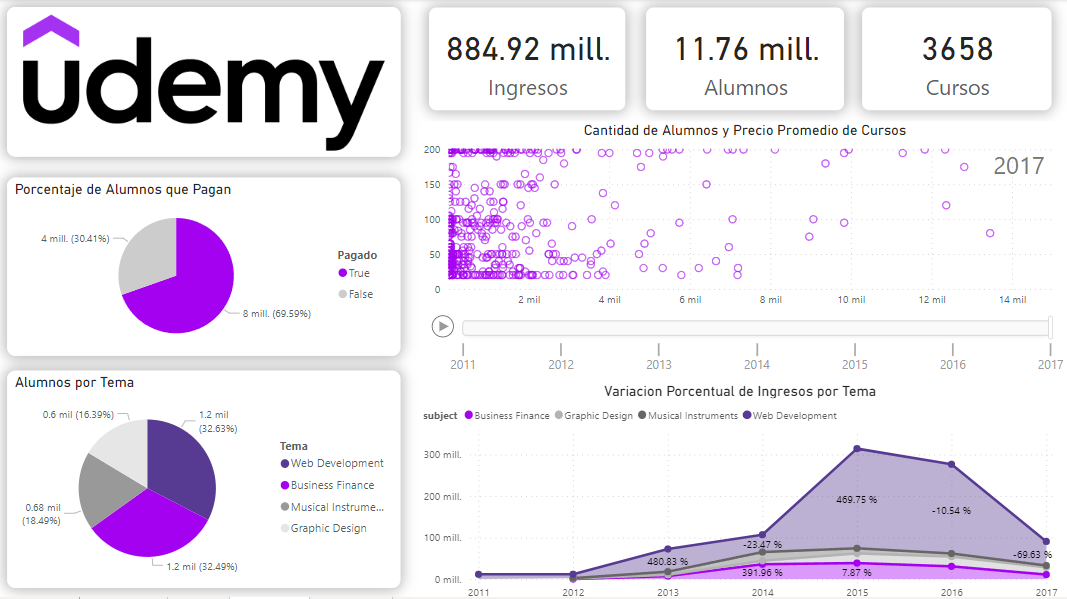 udemy
884.92 mill.
Ingresos
11.76 mill.
Alumnos
3658
Cursos
Porcentaje de Alumnos que Pagan
4 mill. (30.41%)
8 mill. (69.59%)
Pagado
True
False
Alumnos por Tema
0.6 mil (16.39%)
1.2 mil
(32.63%)
0.68 mil
(18.49%)
1.2 mil (32.49%)
Tema
Web Development
Business Finance
Musical Instrume...
Graphic Design
Cantidad de Alumnos y Precio Promedio de Cursos
2017
200
150
100
50
0
2 mil 4 mil 6 mil 8 mil 10 mil 12 mil 14 mil
2011 2012 2013 2014 2015 2016 2017
Variacion Porcentual de Ingresos por Tema
subject Business Finance Graphic Design Musical Instruments Web Development
300 mill.
200 mill.
100 mill.
0 mill.
469.75 %
-10.54 %
-23.47 %
480.83 %
-69.63 %
391.96 %
7.87 %
2011 2012 2013 2014 2015 2016 2017